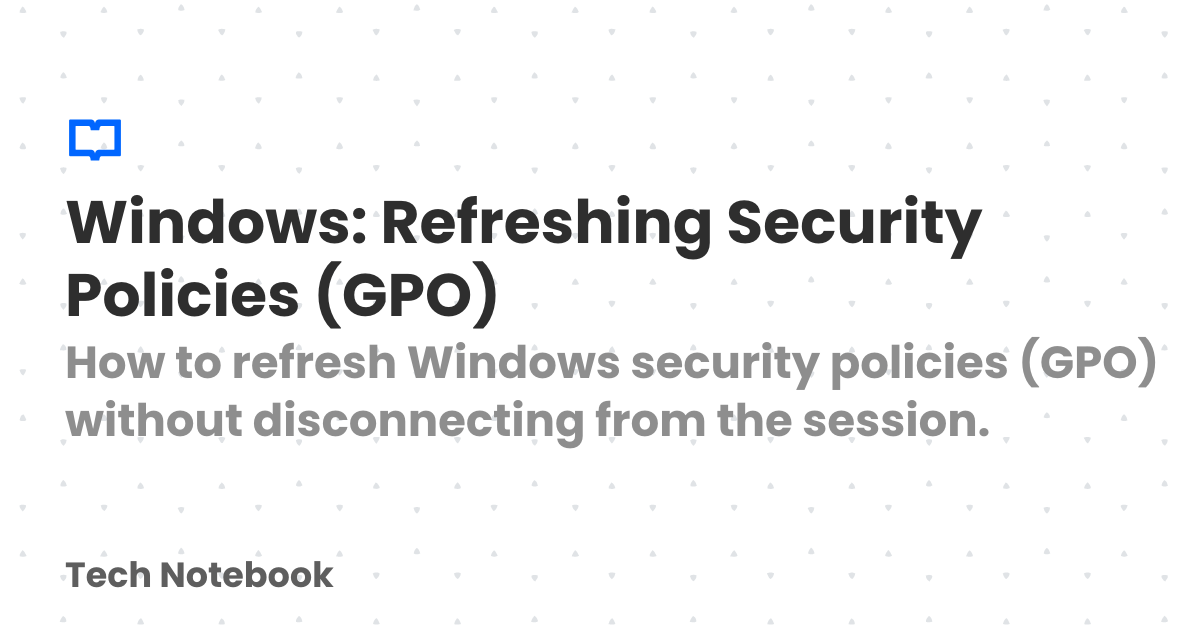 Windows: Refreshing Security
Policies (GPO)
How to refresh Windows security policies (GPO)
without disconnecting from the session.
Tech Notebook